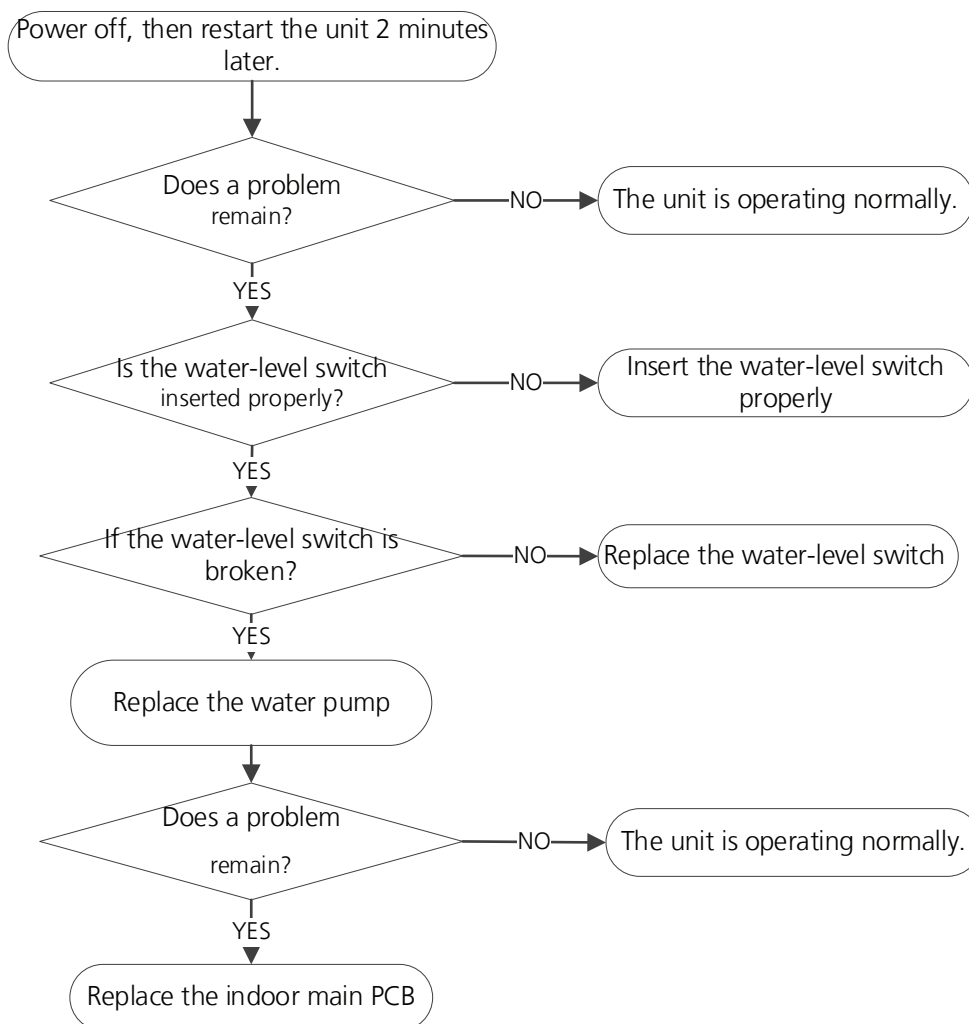 Power off, then restart the unit 2 minutes
later.
Does a problem
remain?
NO
The unit is operating normally.
YES
Is the water-level switch
inserted properly?
NO
Insert the water-level switch
properly
YES
If the water-level switch is
broken?
NO
Replace the water-level switch
YES
Replace the water pump
Does a problem
remain?
NO
The unit is operating normally.
YES
Replace the indoor main PCB